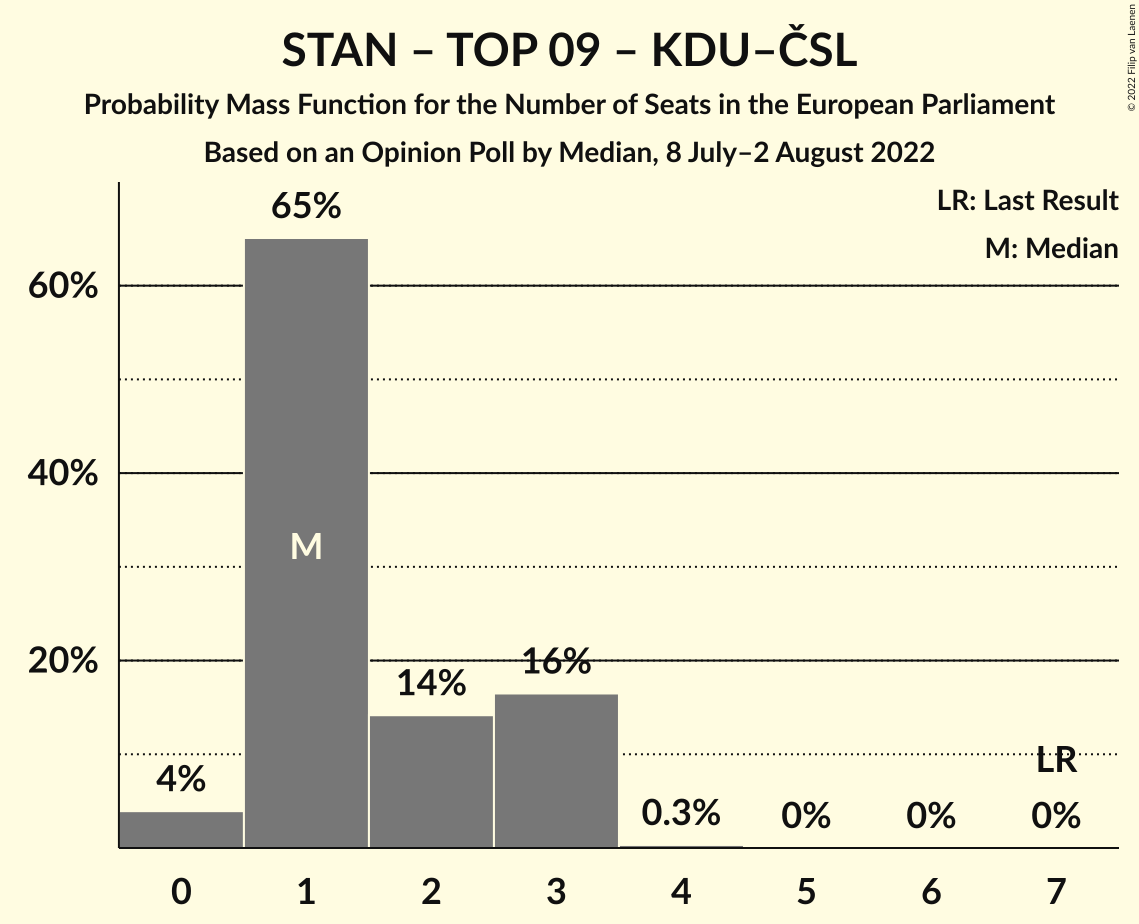 STAN – TOP 09 – KDU–ČSL
Probability Mass Function for the Number of Seats in the European Parliament
Based on an Opinion Poll by Median, 8 July–2 August 2022
© 2022 Filip van Laenen
LR: Last Result
M: Median
65%
60%
40%
M
20%
16%
14%
4%
LR
0.3%
0%
0%
0%
0
1
2
3
4
5
6
7